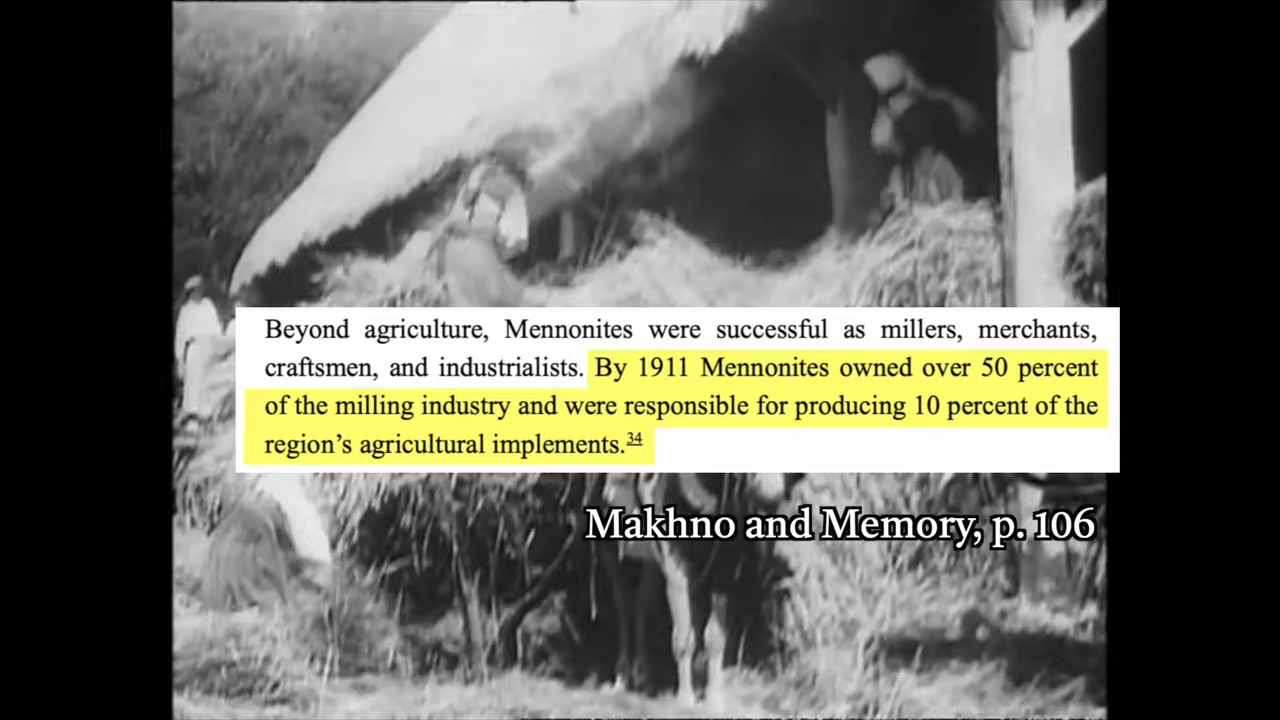 Beyond agriculture, Mennonites were successful as millers, merchants,
craftsmen, and industrialists. By 1911 Mennonites owned over 50 percent
of the milling industry and were responsible for producing 10 percent of the
region’s agricultural implements.34
Makhno and Memory, p. 106